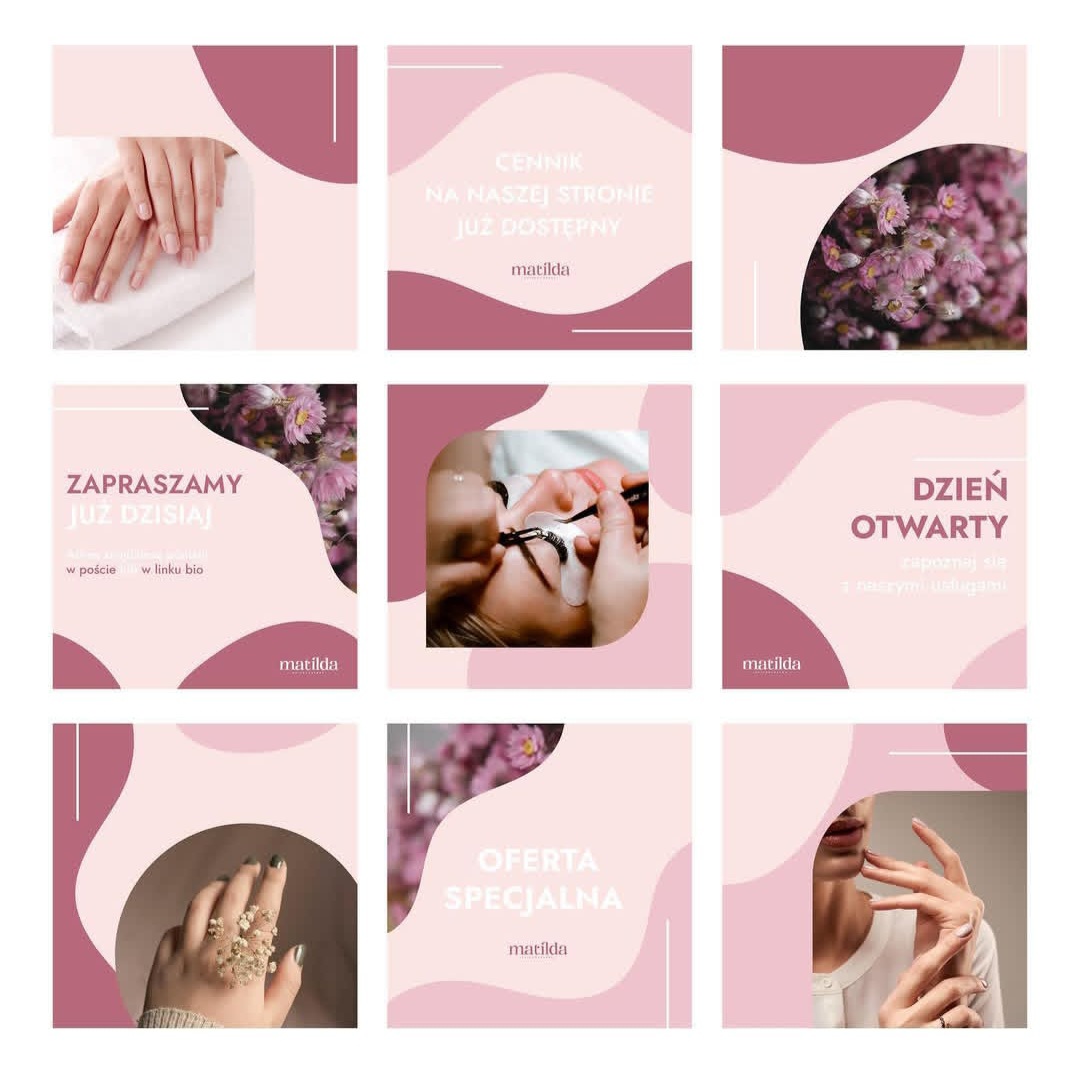 CENNIK
NA NASZEJ STRONIE
JUŻ DOSTĘPNY
matilda
ZAPRASZAMY
JUŻ DZISIAJ
w poście lub w linku bio
matilda
DZIEŃ
OTWARTY
zapoznaj się
z naszymi usługami
matilda
OFERTA
SPECJALNA
matilda